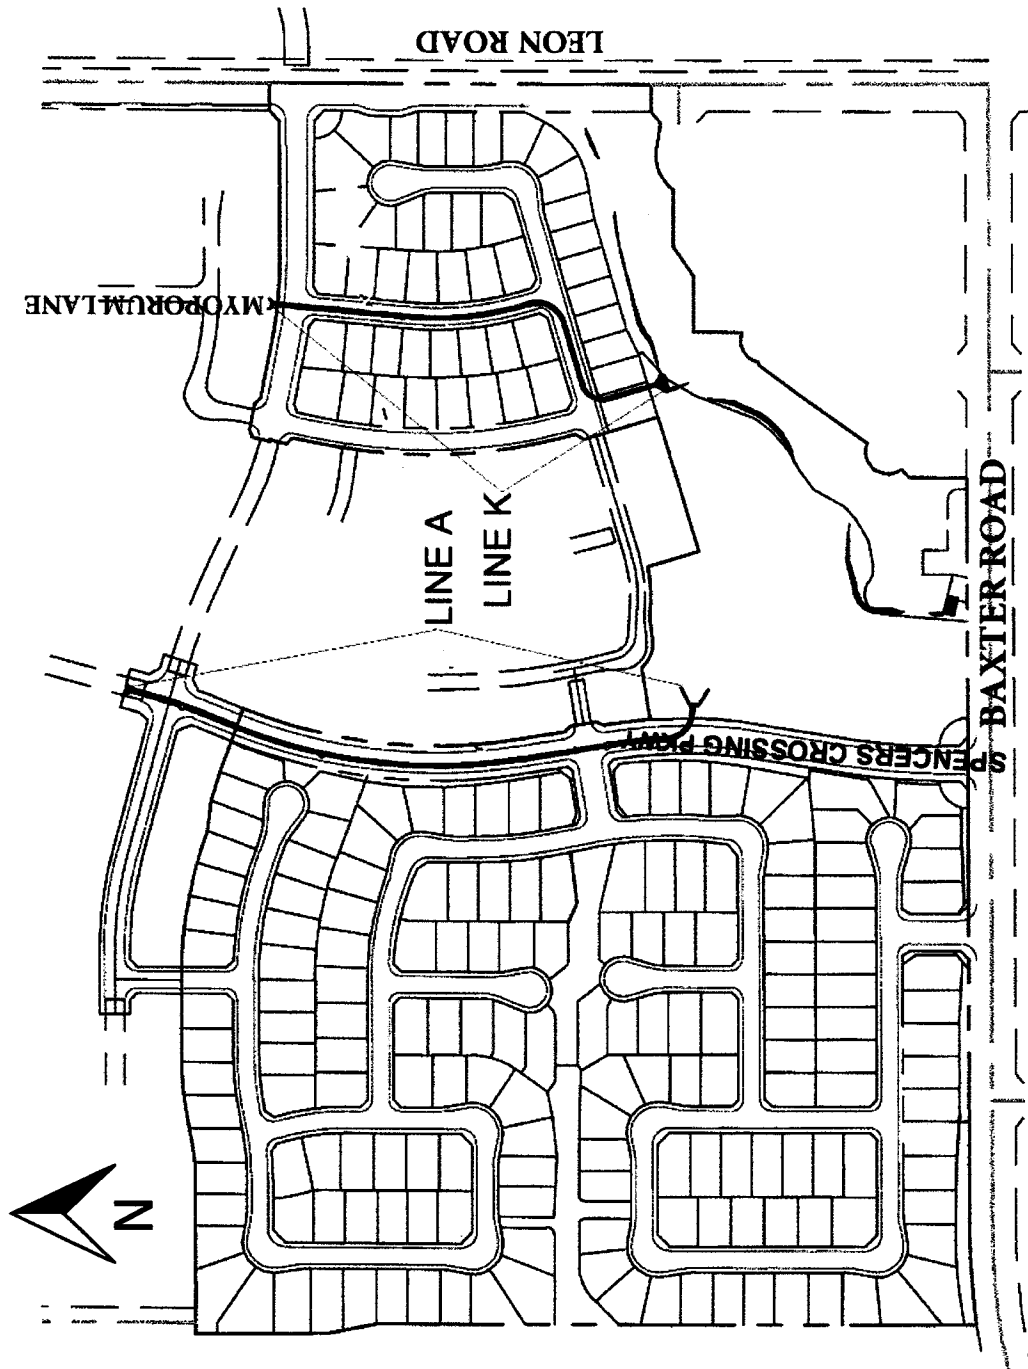 LEON ROAD
MYOPORUM LANE
LINE A
LINE K
BAXTER ROAD
SPENCERS CROSSING PKWY
N